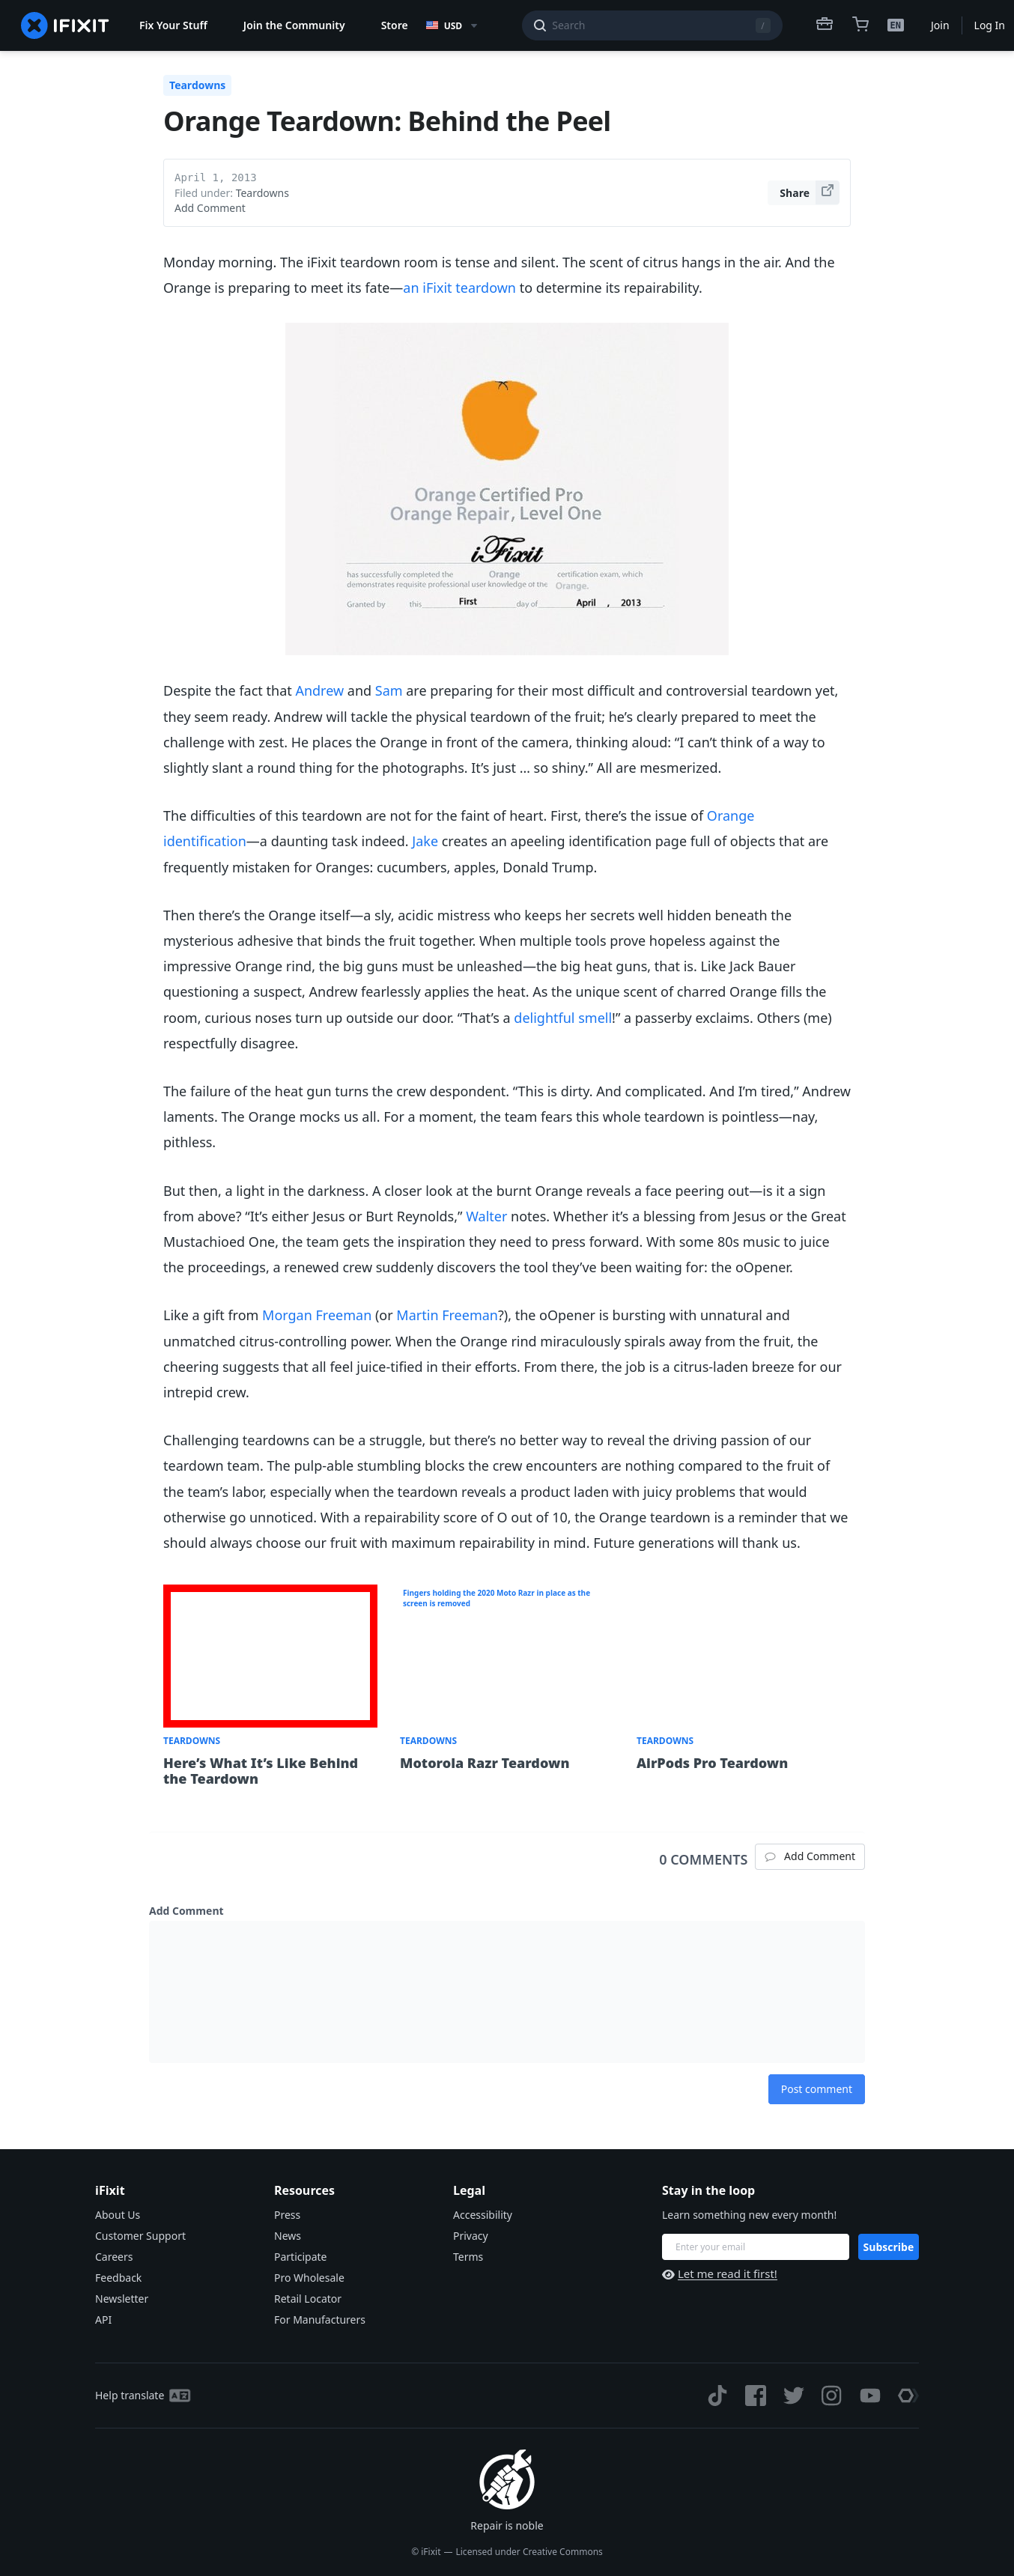 IFIXIT
Fix Your Stuff
Join the Community
Store
USD
Search
/
EN
Join
Log In
Teardowns
Orange Teardown: Behind the Peel
April 1, 2013
Filed under: Teardowns
Add Comment
Share
Monday morning. The iFixit teardown room is tense and silent. The scent of citrus hangs in the air. And the
Orange is preparing to meet its fate—an iFixit teardown to determine its repairability.
Orange Certified Pro
Orange Repair, Level One
iFixit
has successfully completed the Orange certification exam, which
demonstrates requisite professional user knowledge of the Orange.
Granted by this First day of April , 2013
Despite the fact that Andrew and Sam are preparing for their most difficult and controversial teardown yet,
they seem ready. Andrew will tackle the physical teardown of the fruit; he’s clearly prepared to meet the
challenge with zest. He places the Orange in front of the camera, thinking aloud: “I can’t think of a way to
slightly slant a round thing for the photographs. It’s just … so shiny.” All are mesmerized.
The difficulties of this teardown are not for the faint of heart. First, there’s the issue of Orange
identification—a daunting task indeed. Jake creates an apeeling identification page full of objects that are
frequently mistaken for Oranges: cucumbers, apples, Donald Trump.
Then there’s the Orange itself—a sly, acidic mistress who keeps her secrets well hidden beneath the
mysterious adhesive that binds the fruit together. When multiple tools prove hopeless against the
impressive Orange rind, the big guns must be unleashed—the big heat guns, that is. Like Jack Bauer
questioning a suspect, Andrew fearlessly applies the heat. As the unique scent of charred Orange fills the
room, curious noses turn up outside our door. “That’s a delightful smell!” a passerby exclaims. Others (me)
respectfully disagree.
The failure of the heat gun turns the crew despondent. “This is dirty. And complicated. And I’m tired,” Andrew
laments. The Orange mocks us all. For a moment, the team fears this whole teardown is pointless—nay,
pithless.
But then, a light in the darkness. A closer look at the burnt Orange reveals a face peering out—is it a sign
from above? “It’s either Jesus or Burt Reynolds,” Walter notes. Whether it’s a blessing from Jesus or the Great
Mustachioed One, the team gets the inspiration they need to press forward. With some 80s music to juice
the proceedings, a renewed crew suddenly discovers the tool they’ve been waiting for: the oOpener.
Like a gift from Morgan Freeman (or Martin Freeman?), the oOpener is bursting with unnatural and
unmatched citrus-controlling power. When the Orange rind miraculously spirals away from the fruit, the
cheering suggests that all feel juice-tified in their efforts. From there, the job is a citrus-laden breeze for our
intrepid crew.
Challenging teardowns can be a struggle, but there’s no better way to reveal the driving passion of our
teardown team. The pulp-able stumbling blocks the crew encounters are nothing compared to the fruit of
the team’s labor, especially when the teardown reveals a product laden with juicy problems that would
otherwise go unnoticed. With a repairability score of O out of 10, the Orange teardown is a reminder that we
should always choose our fruit with maximum repairability in mind. Future generations will thank us.
Fingers holding the 2020 Moto Razr in place as the
screen is removed
TEARDOWNS
Here’s What It’s Like Behind
the Teardown
TEARDOWNS
Motorola Razr Teardown
TEARDOWNS
AirPods Pro Teardown
0 COMMENTS
Add Comment
Add Comment
Post comment
iFixit
About Us
Customer Support
Careers
Feedback
Newsletter
API
Resources
Press
News
Participate
Pro Wholesale
Retail Locator
For Manufacturers
Legal
Accessibility
Privacy
Terms
Stay in the loop
Learn something new every month!
Enter your email
Subscribe
Let me read it first!
Help translate
Repair is noble
© iFixit — Licensed under Creative Commons